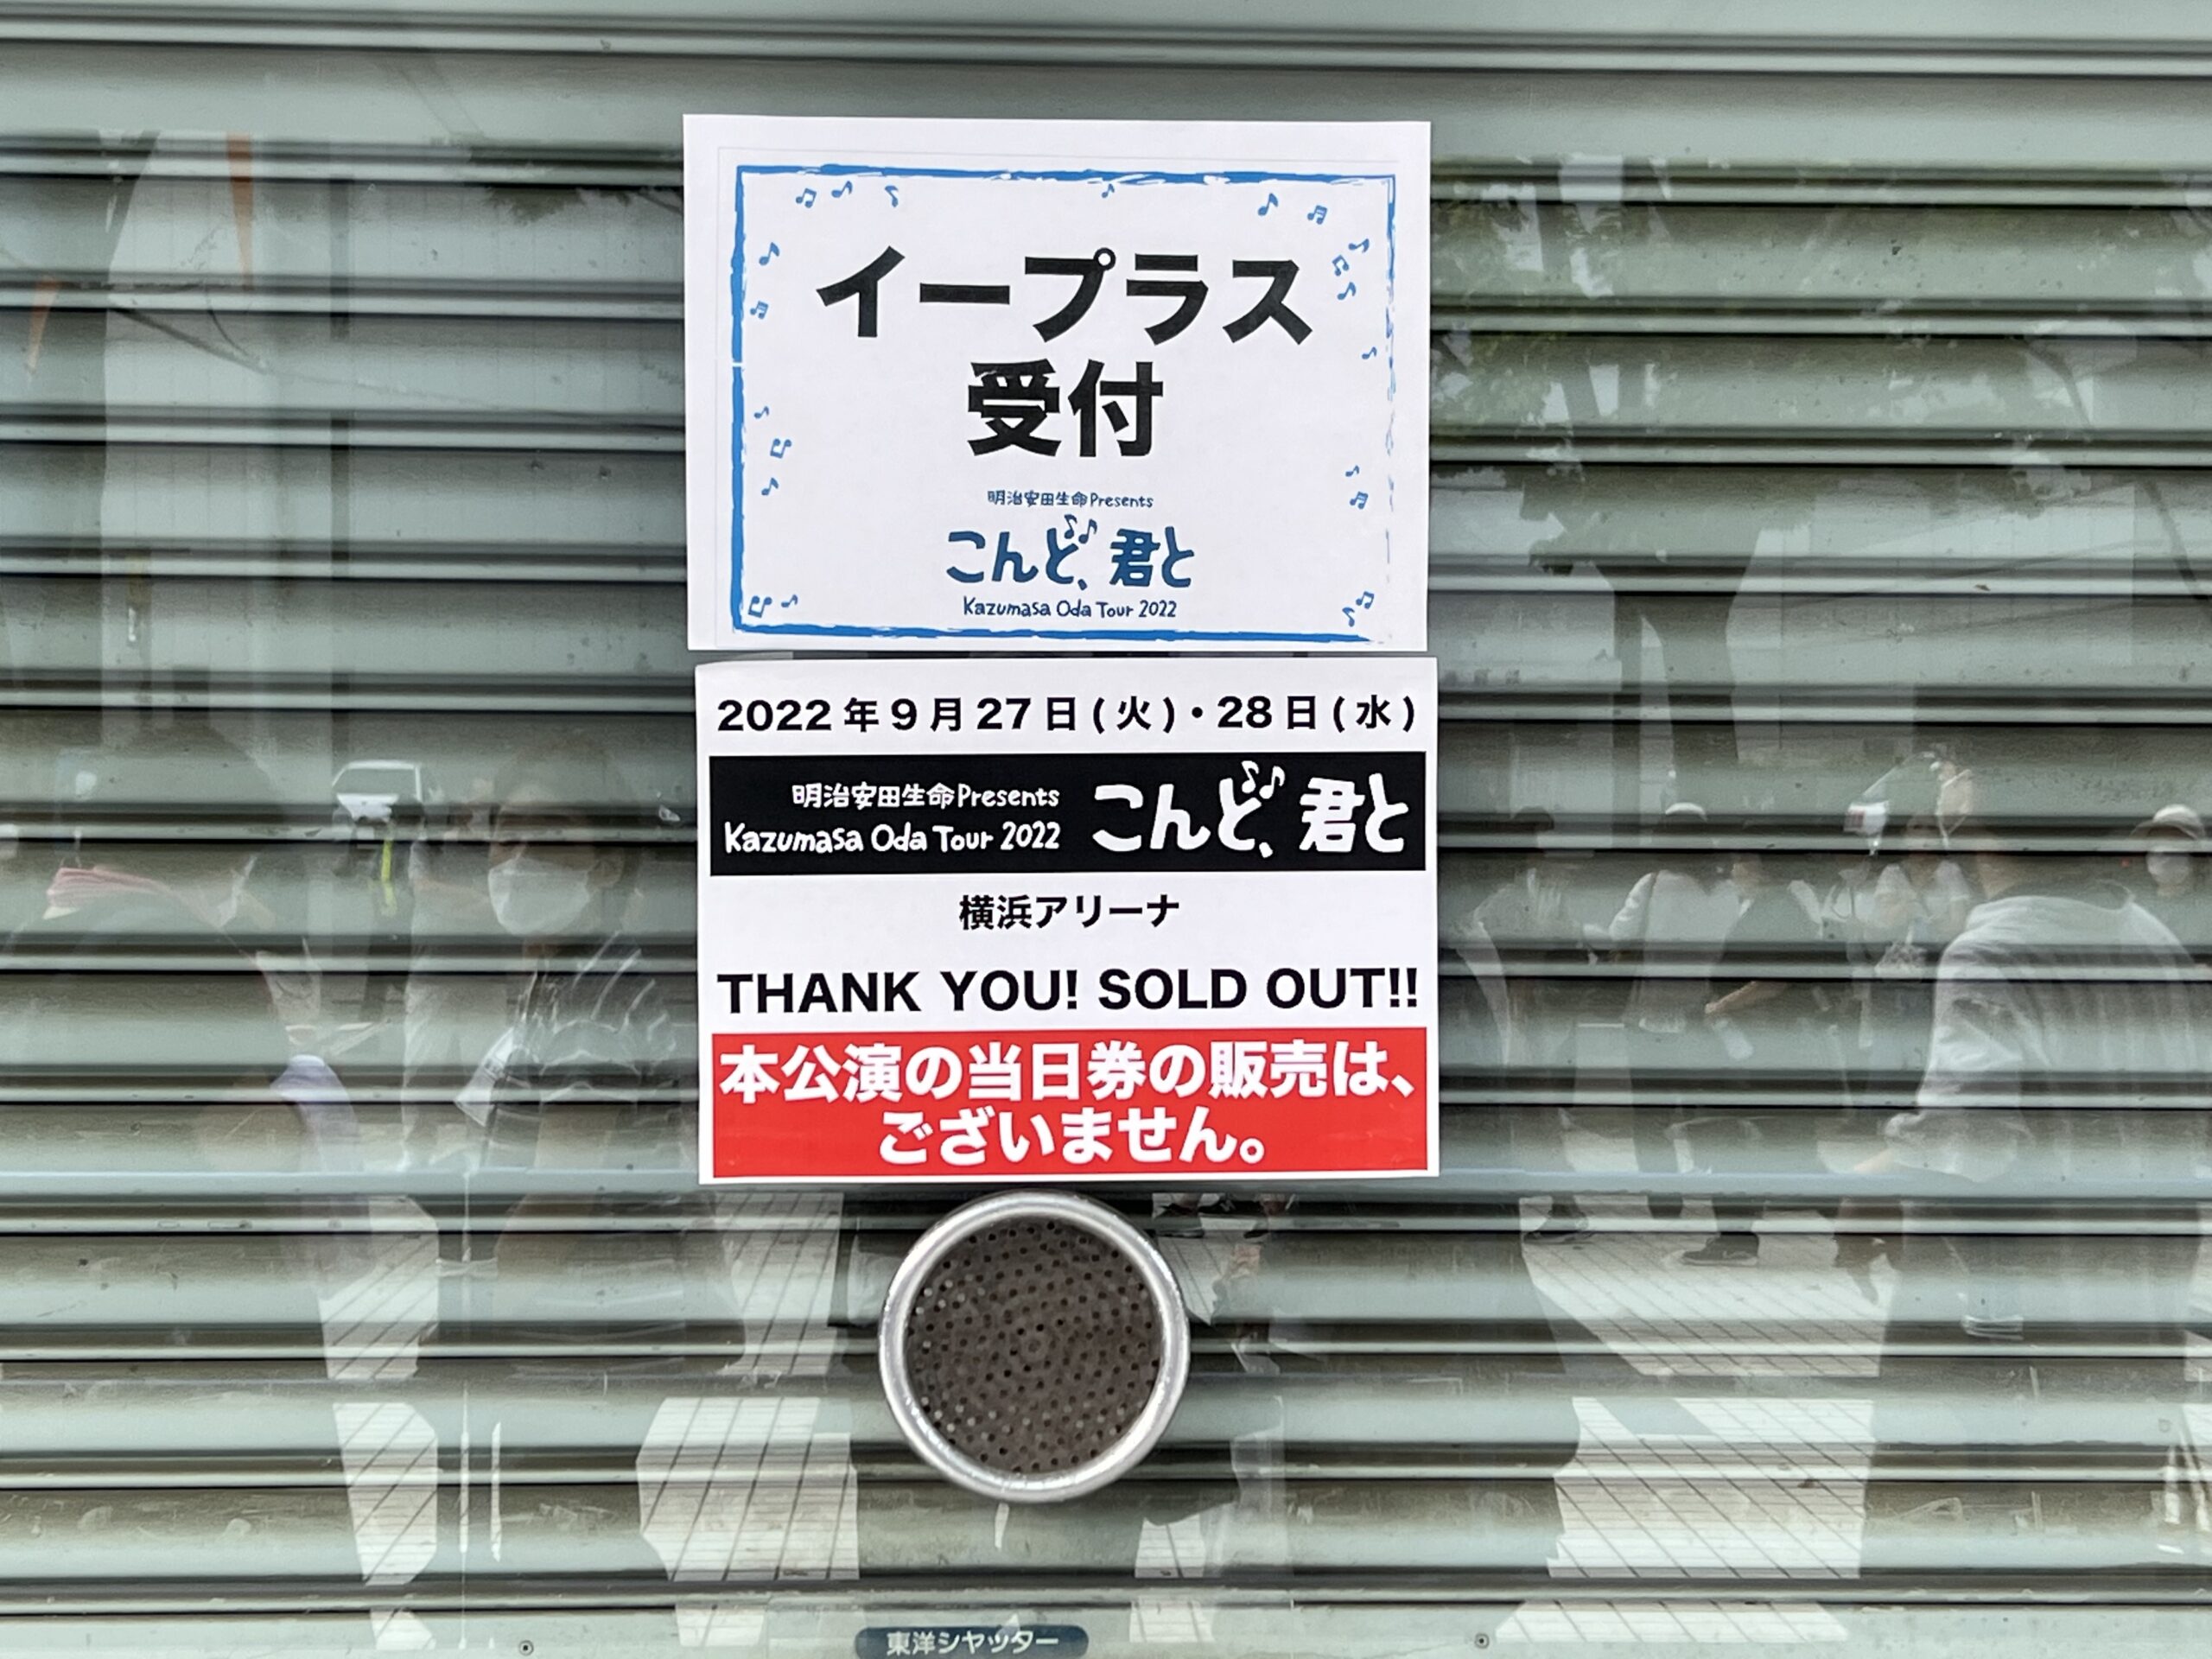 イープラス
受付
明治安田生命Presents
こんど、君と
Kazumasa Oda Tour 2022
2022年9月27日(火)・28日(水)
明治安田生命Presents
Kazumasa Oda Tour 2022
こんど、君と
横浜アリーナ
THANK YOU! SOLD OUT!!
本公演の当日券の販売は、
ございません。
東洋シヤッター